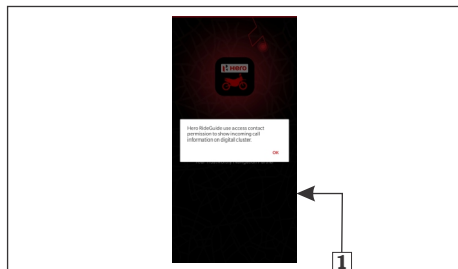 Hero
Hero RideGuide use access contact
permission to show incoming call
information on digital cluster.
OK
1